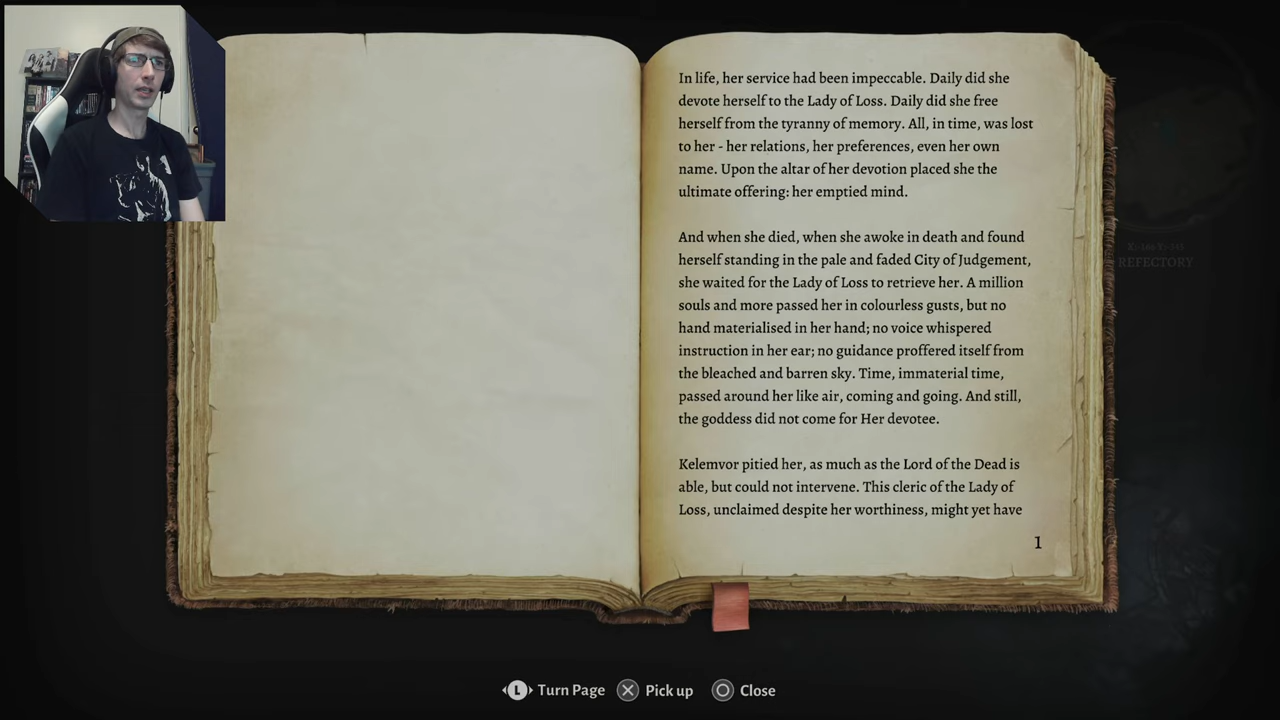 In life, her service had been impeccable. Daily did she
devote herself to the Lady of Loss. Daily did she free
herself from the tyranny of memory. All, in time, was lost
to her - her relations, her preferences, even her own
name. Upon the altar of her devotion placed she the
ultimate offering: her emptied mind.
And when she died, when she awoke in death and found
herself standing in the pale and faded City of Judgement,
she waited for the Lady of Loss to retrieve her. A million
souls and more passed her in colourless gusts, but no
hand materialised in her hand; no voice whispered
instruction in her ear; no guidance proffered itself from
the bleached and barren sky. Time, immaterial time,
passed around her like air, coming and going. And still,
the goddess did not come for Her devotee.
Kelemvor pitied her, as much as the Lord of the Dead is
able, but could not intervene. This cleric of the Lady of
Loss, unclaimed despite her worthiness, might yet have
1
REFECTORY
L Turn Page Pick up Close